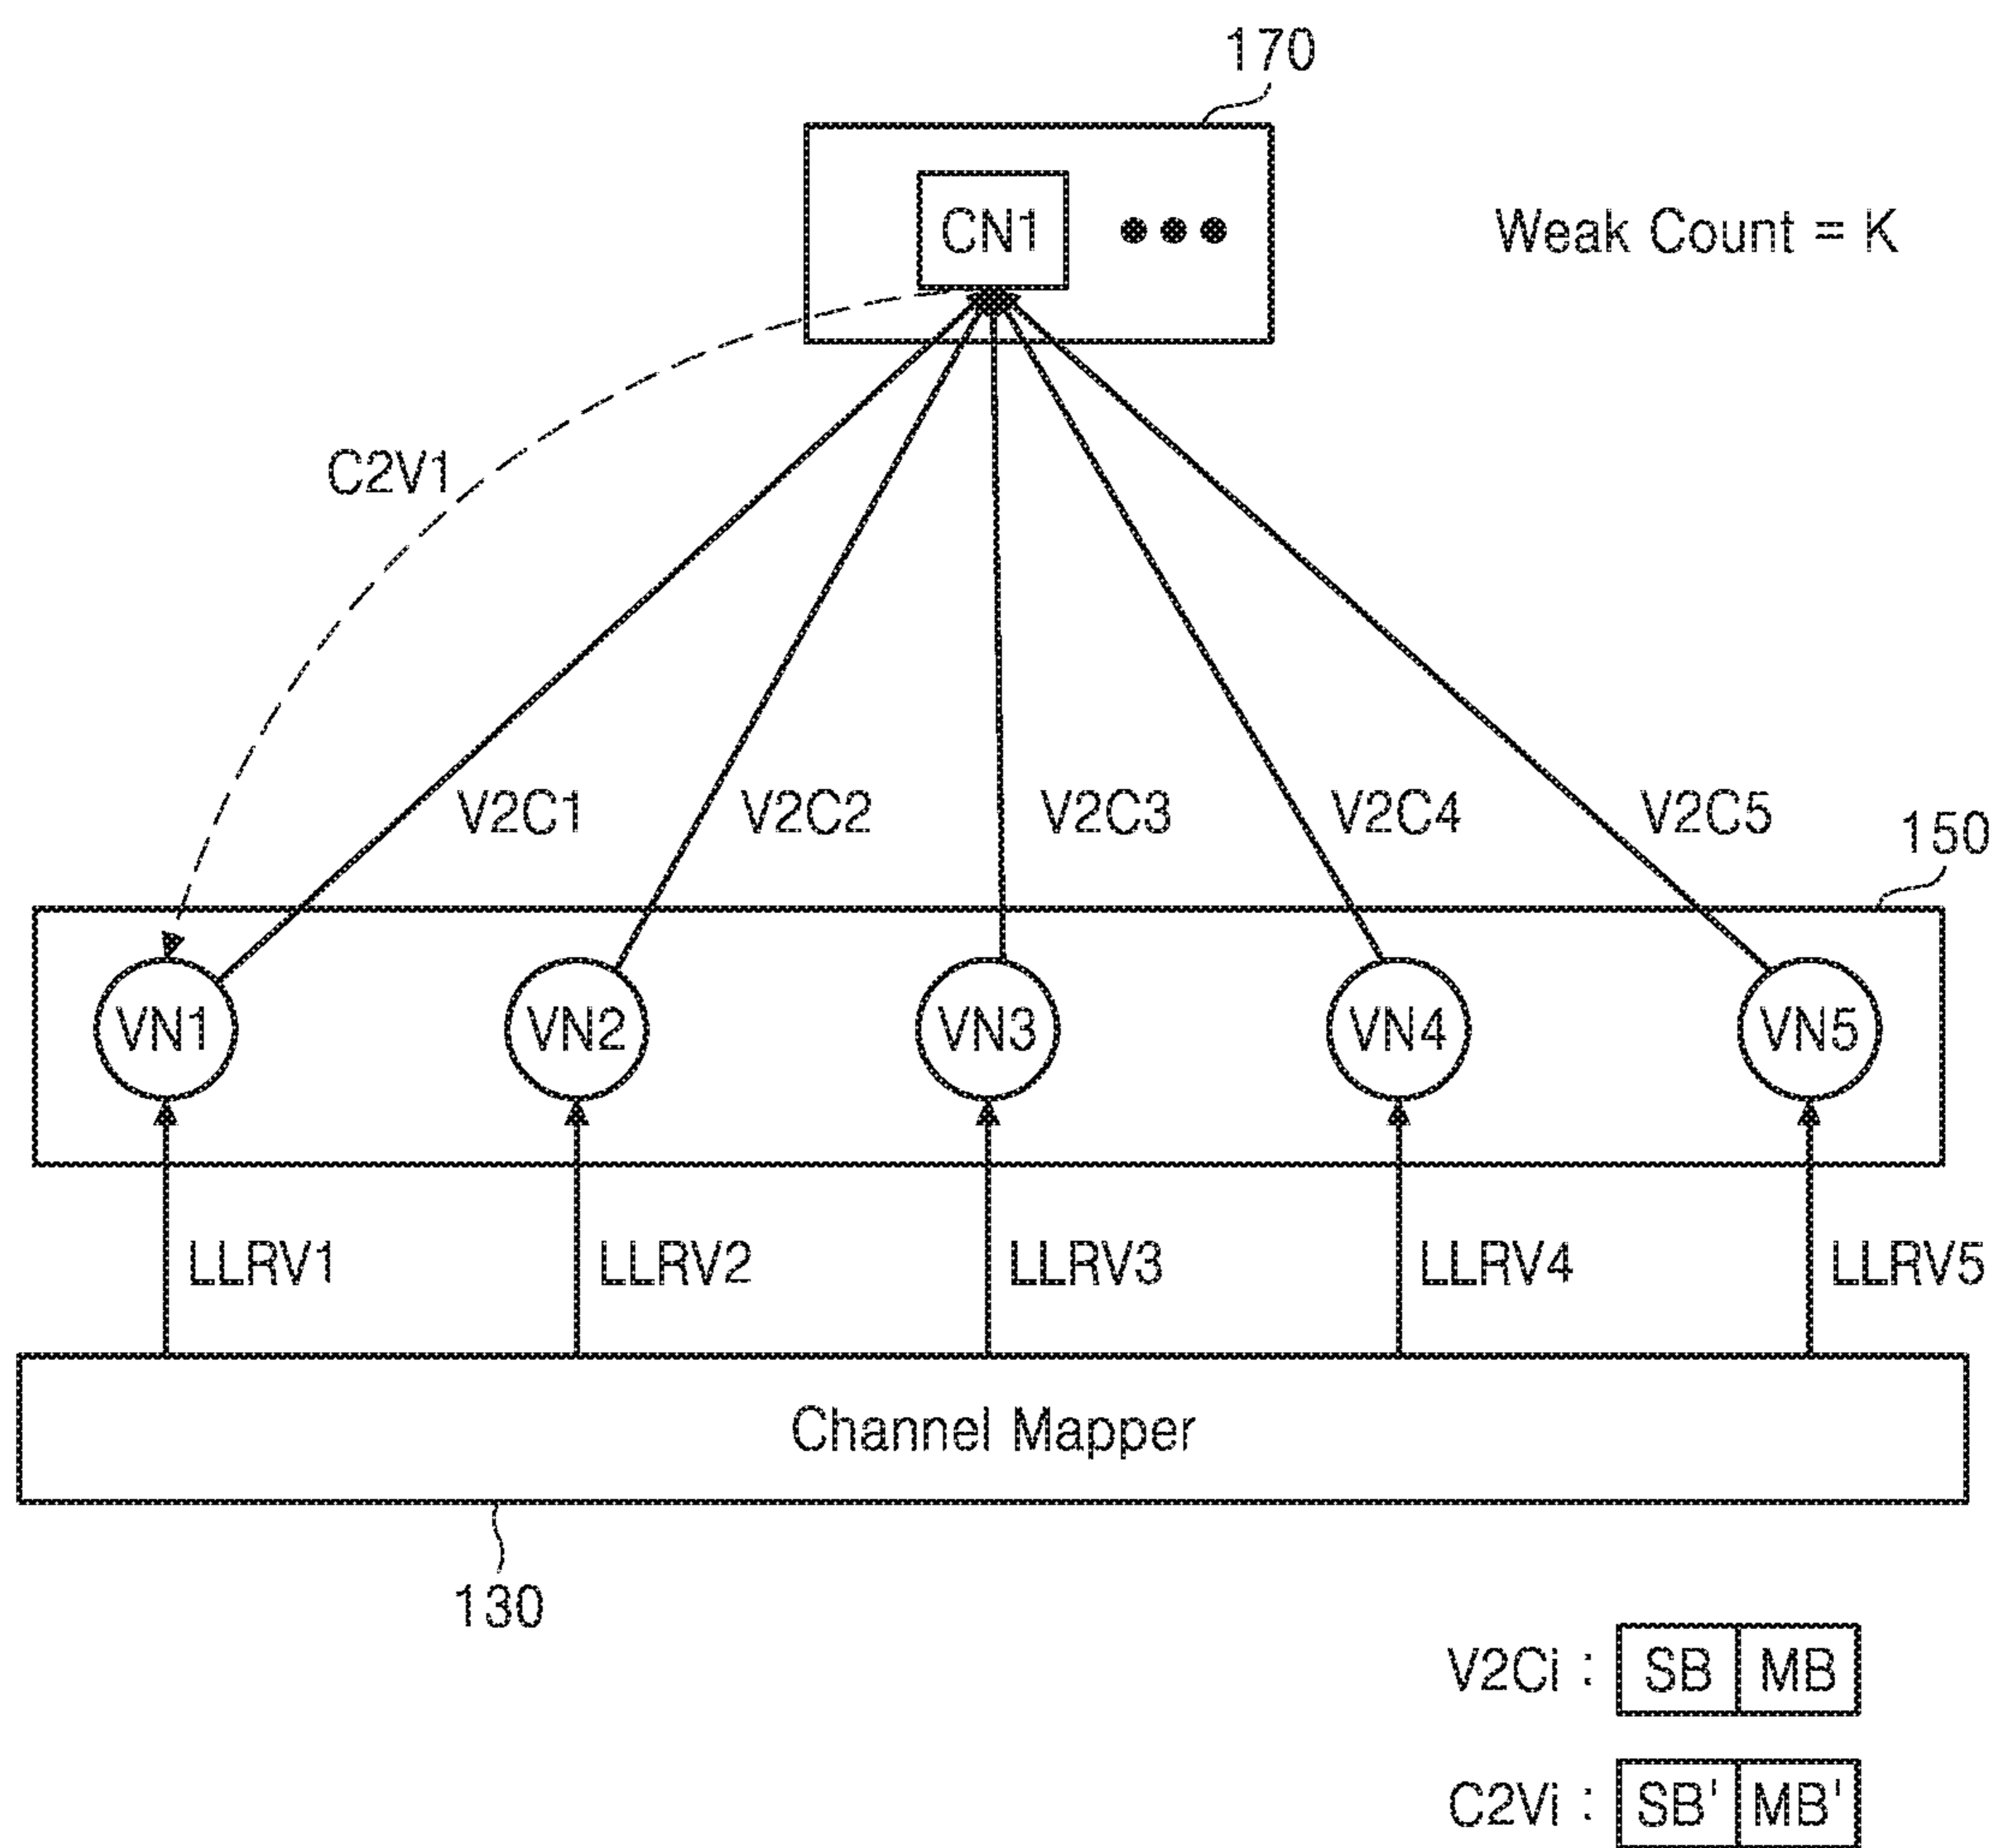 170
CN1
Weak Count = K
C2V1
V2C1 V2C2 V2C3 V2C4 V2C5
150
VN1 VN2 VN3 VN4 VN5
LLRV1 LLRV2 LLRV3 LLRV4 LLRV5
Channel Mapper
130
V2Ci : SB MB
C2Vi : SB' MB'